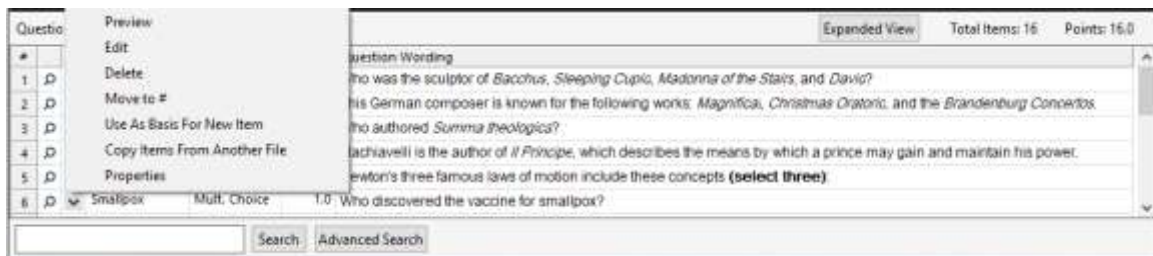 Questio Expanded View Total Items: 16 Points: 16.0
Preview
Edit
Delete
Move to #
Use As Basis For New Item
Copy Items From Another File
Properties
# uestion Wording
1 ho was the sculptor of Bacchus, Sleeping Cupic, Madonna of the Stairs, and David?
2 his German composer is known for the following works: Magnifical, Christmas Oratoric, and the Brandenburg Concertos.
3 ho authored Summa theologica?
4 lachiavelli is the author of Il Principe, which describes the means by which a prince may gain and maintain his power.
5 ewton's three famous laws of motion include these concepts (select three):
6 Smallpox Mult. Choice 1.0 Who discovered the vaccine for smallpox?
Search Advanced Search